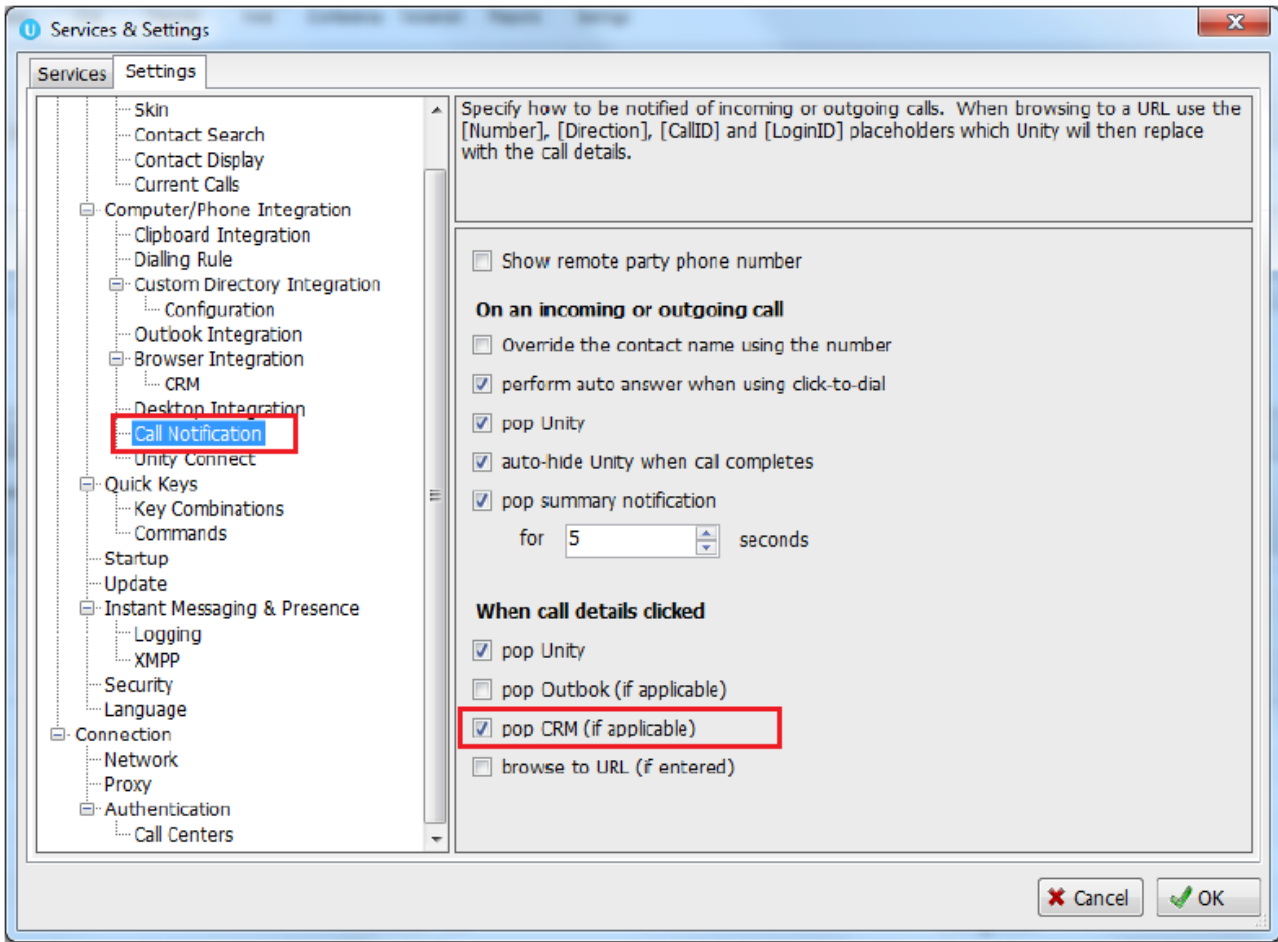 U Services & Settings
X
Services Settings
Skin
Contact Search
Contact Display
Current Calls
Computer/Phone Integration
Clipboard Integration
Dialling Rule
Custom Directory Integration
Configuration
Outlook Integration
Browser Integration
CRM
Desktop Integration
Call Notification
Unity Connect
Quick Keys
Key Combinations
Commands
Startup
Update
Instant Messaging & Presence
Logging
XMPP
Security
Language
Connection
Network
Proxy
Authentication
Call Centers
Specify how to be notified of incoming or outgoing calls. When browsing to a URL use the
[Number], [Direction], [CallID] and [LoginID] placeholders which Unity will then replace
with the call details.
Show remote party phone number
On an incoming or outgoing call
Override the contact name using the number
perform auto answer when using click-to-dial
pop Unity
auto-hide Unity when call completes
pop summary notification
for 5 seconds
When call details clicked
pop Unity
pop Outlook (if applicable)
pop CRM (if applicable)
browse to URL (if entered)
Cancel OK